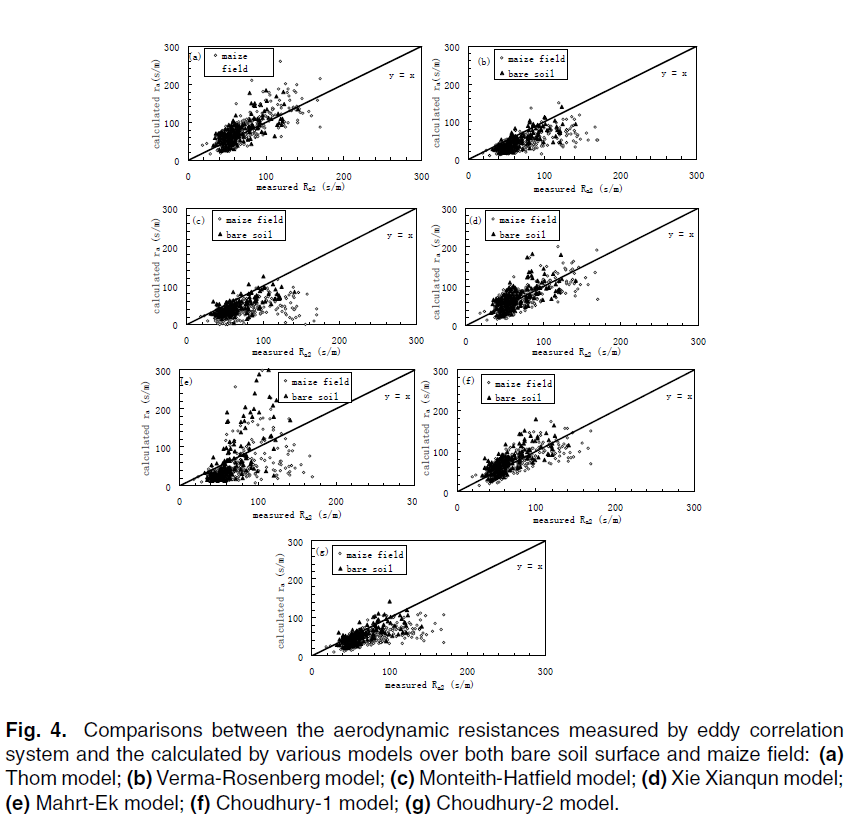 300
200
100
0
calculated rₐ(s/m)
(a)
maize
field
y = x
0
100
200
300
measured Rₐ₂ (s/m)
300
200
100
0
calculated rₐ(s/m)
(b)
maize field
bare soil
y = x
0
100
200
300
measured Rₐ₂ (s/m)
300
200
100
0
calculated rₐ (s/m)
(c)
maize field
bare soil
y = x
0
100
200
300
measured Rₐ₂ (s/m)
300
200
100
0
calculated rₐ (s/m)
(d)
maize field
bare soil
y = x
0
100
200
300
measured Rₐ₂ (s/m)
300
200
100
0
calculated rₐ (s/m)
(e)
maize field
bare soil
y = x
0
100
200
30
measured Rₐ₂ (s/m)
300
200
100
0
calculated rₐ (s/m)
(f)
maize field
bare soil
y = x
0
100
200
300
measured Rₐ₂ (s/m)
300
200
100
0
calculated rₐ (s/m)
(g)
maize field
bare soil
y = x
0
100
200
300
measured Rₐ₂ (s/m)
Fig. 4. Comparisons between the aerodynamic resistances measured by eddy correlation
system and the calculated by various models over both bare soil surface and maize field: (a)
Thom model; (b) Verma-Rosenberg model; (c) Monteith-Hatfield model; (d) Xie Xianqun model;
(e) Mahrt-Ek model; (f) Choudhury-1 model; (g) Choudhury-2 model.